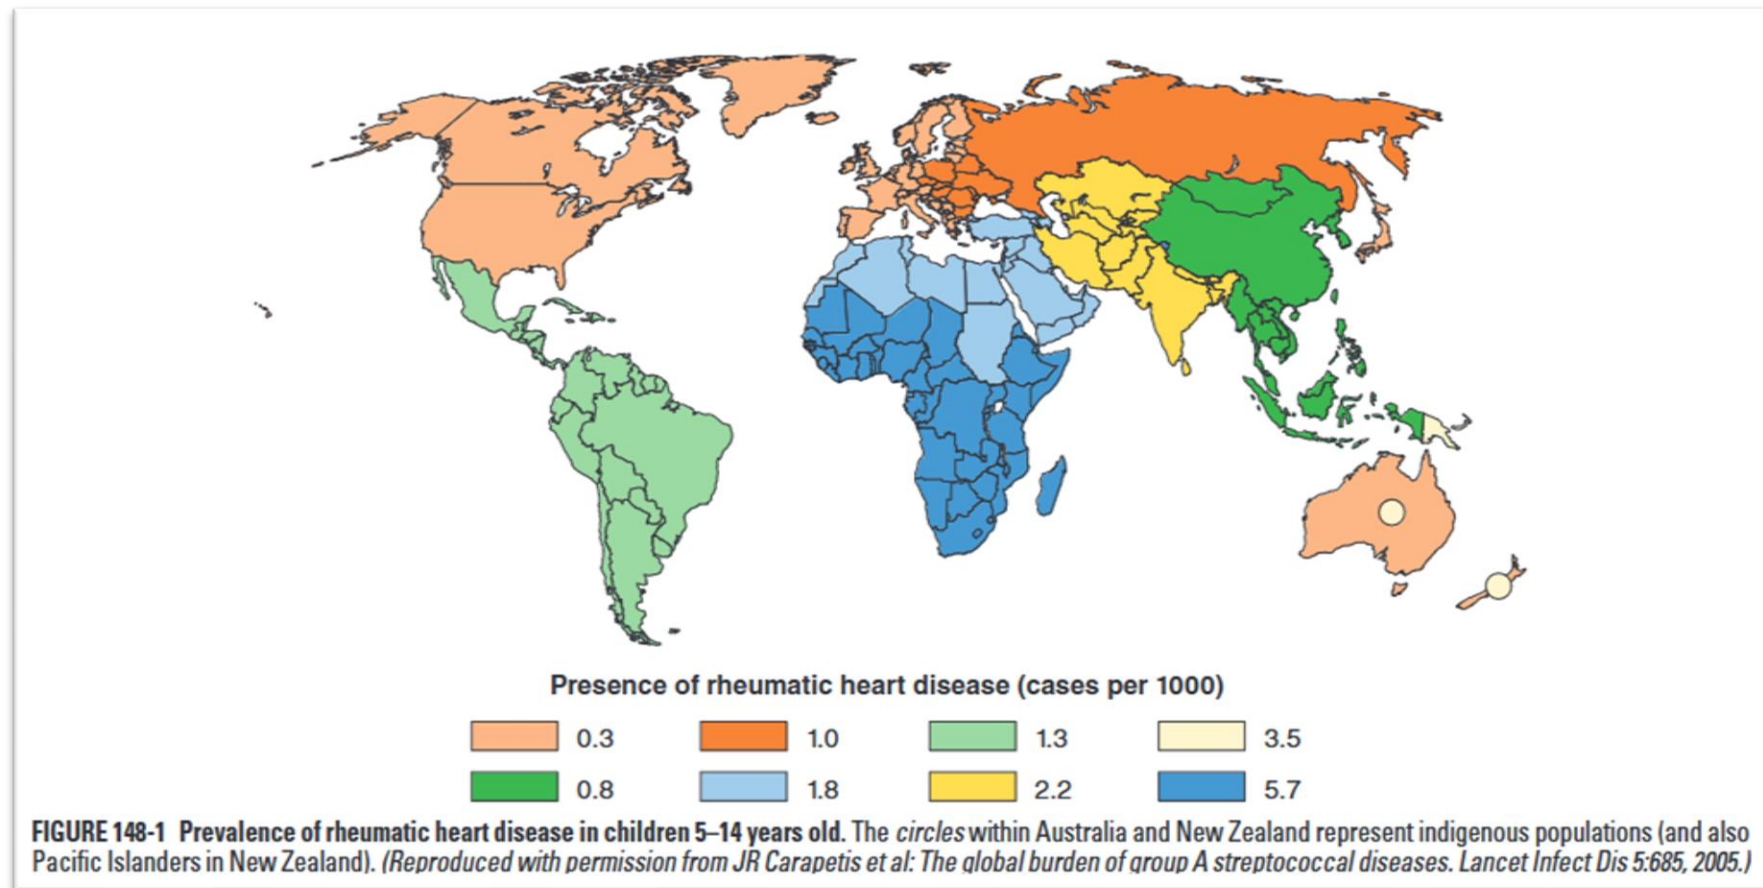 Presence of rheumatic heart disease (cases per 1000)
0.3 1.0 1.3 3.5
0.8 1.8 2.2 5.7
FIGURE 148-1 Prevalence of rheumatic heart disease in children 5–14 years old. The circles within Australia and New Zealand represent indigenous populations (and also
Pacific Islanders in New Zealand). (Reproduced with permission from JR Carapetis et al: The global burden of group A streptococcal diseases. Lancet Infect Dis 5:685, 2005.)